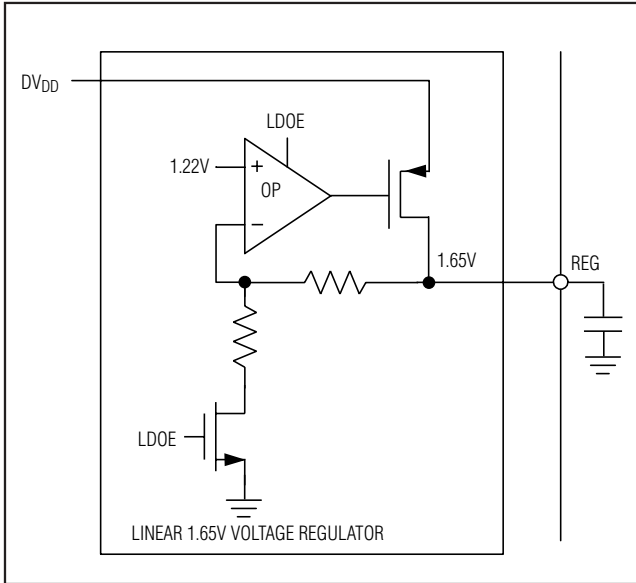 DVDD
LDOE
1.22V
+
OP
−
1.65V
REG
LDOE
LINEAR 1.65V VOLTAGE REGULATOR